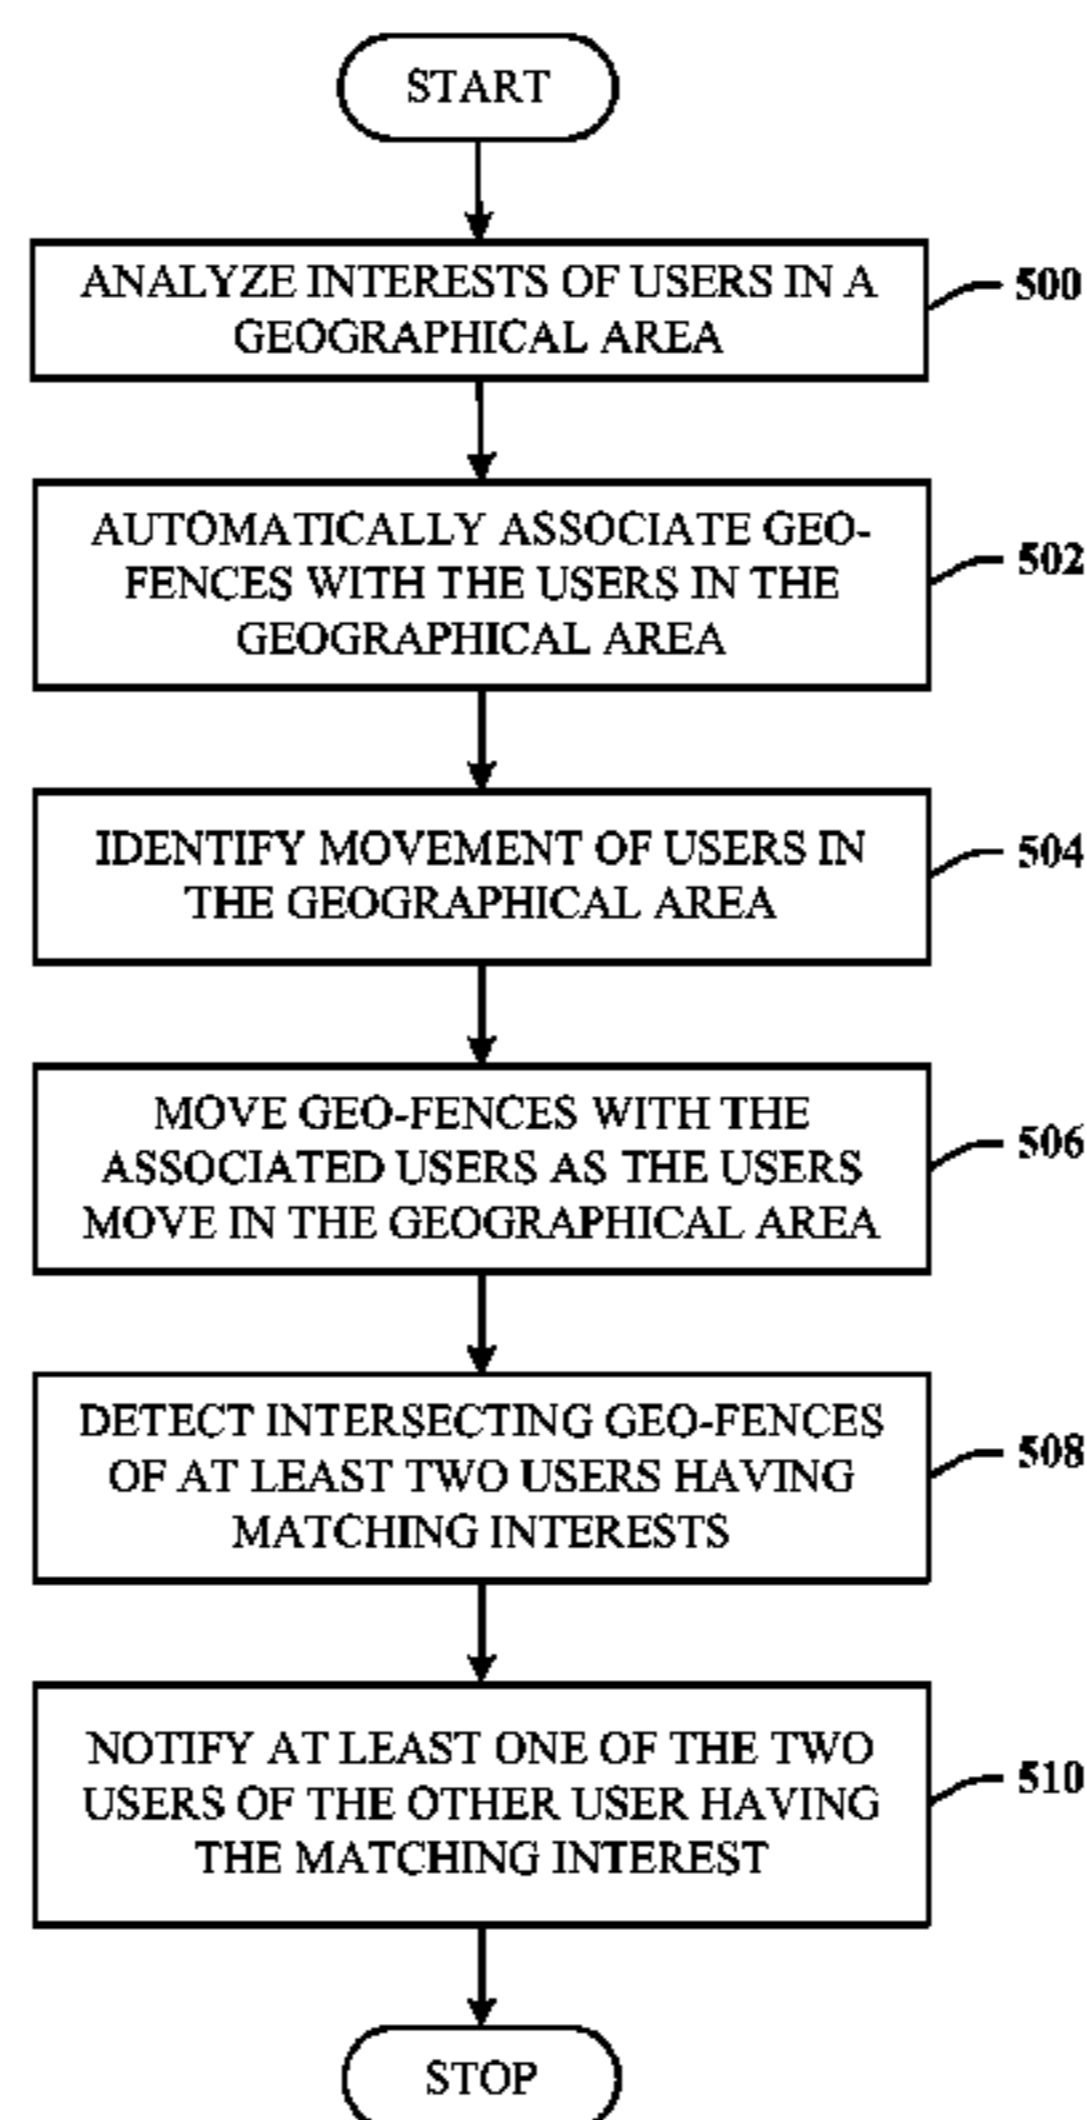 START
ANALYZE INTERESTS OF USERS IN A
GEOGRAPHICAL AREA
500
AUTOMATICALLY ASSOCIATE GEO-
FENCES WITH THE USERS IN THE
GEOGRAPHICAL AREA
502
IDENTIFY MOVEMENT OF USERS IN
THE GEOGRAPHICAL AREA
504
MOVE GEO-FENCES WITH THE
ASSOCIATED USERS AS THE USERS
MOVE IN THE GEOGRAPHICAL AREA
506
DETECT INTERSECTING GEO-FENCES
OF AT LEAST TWO USERS HAVING
MATCHING INTERESTS
508
NOTIFY AT LEAST ONE OF THE TWO
USERS OF THE OTHER USER HAVING
THE MATCHING INTEREST
510
STOP